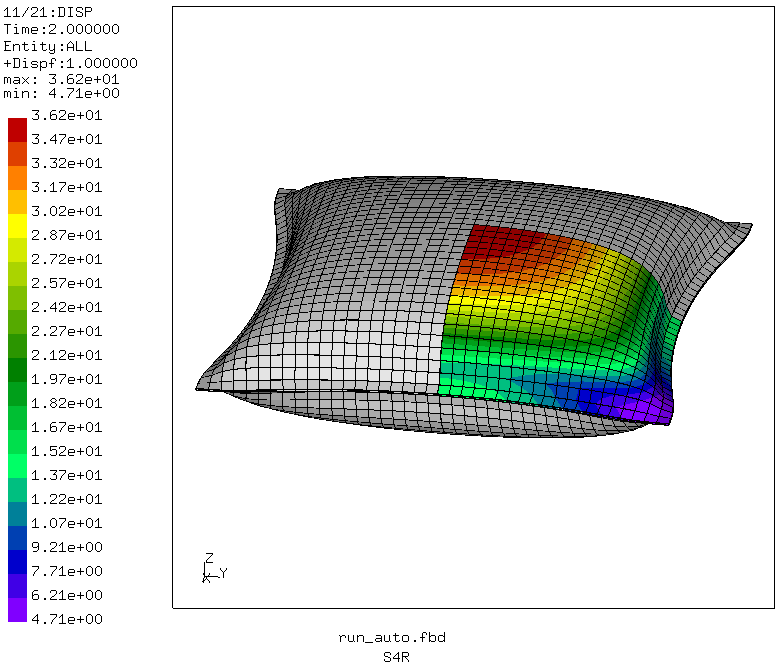 11/21:DISP
Time:2.000000
Entity:ALL
+Dispf:1.000000
max: 3.62e+01
min: 4.71e+00
3.62e+01
3.47e+01
3.32e+01
3.17e+01
3.02e+01
2.87e+01
2.72e+01
2.57e+01
2.42e+01
2.27e+01
2.12e+01
1.97e+01
1.82e+01
1.67e+01
1.52e+01
1.37e+01
1.22e+01
1.07e+01
9.21e+00
7.71e+00
6.21e+00
4.71e+00
Z
X Y
run_auto.fbd
S4R